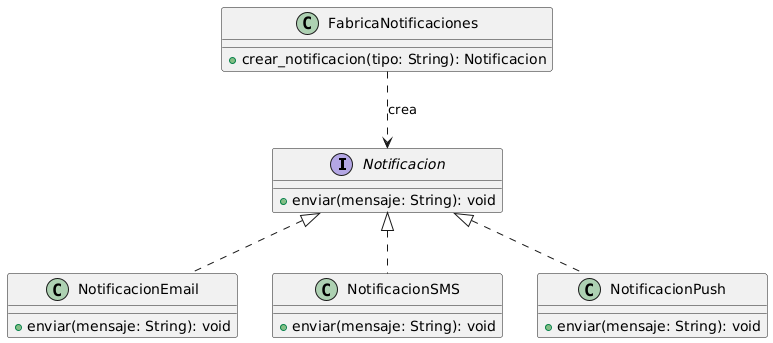 C FabricaNotificaciones
crear_notificacion(tipo: String): Notificacion
crea
I Notificacion
enviar(mensaje: String): void
C NotificacionEmail
enviar(mensaje: String): void
C NotificacionSMS
enviar(mensaje: String): void
C NotificacionPush
enviar(mensaje: String): void